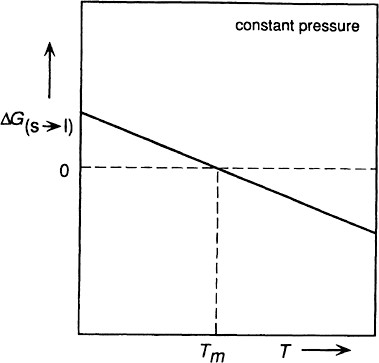 constant pressure
ΔG(s→l)
0
Tm
T